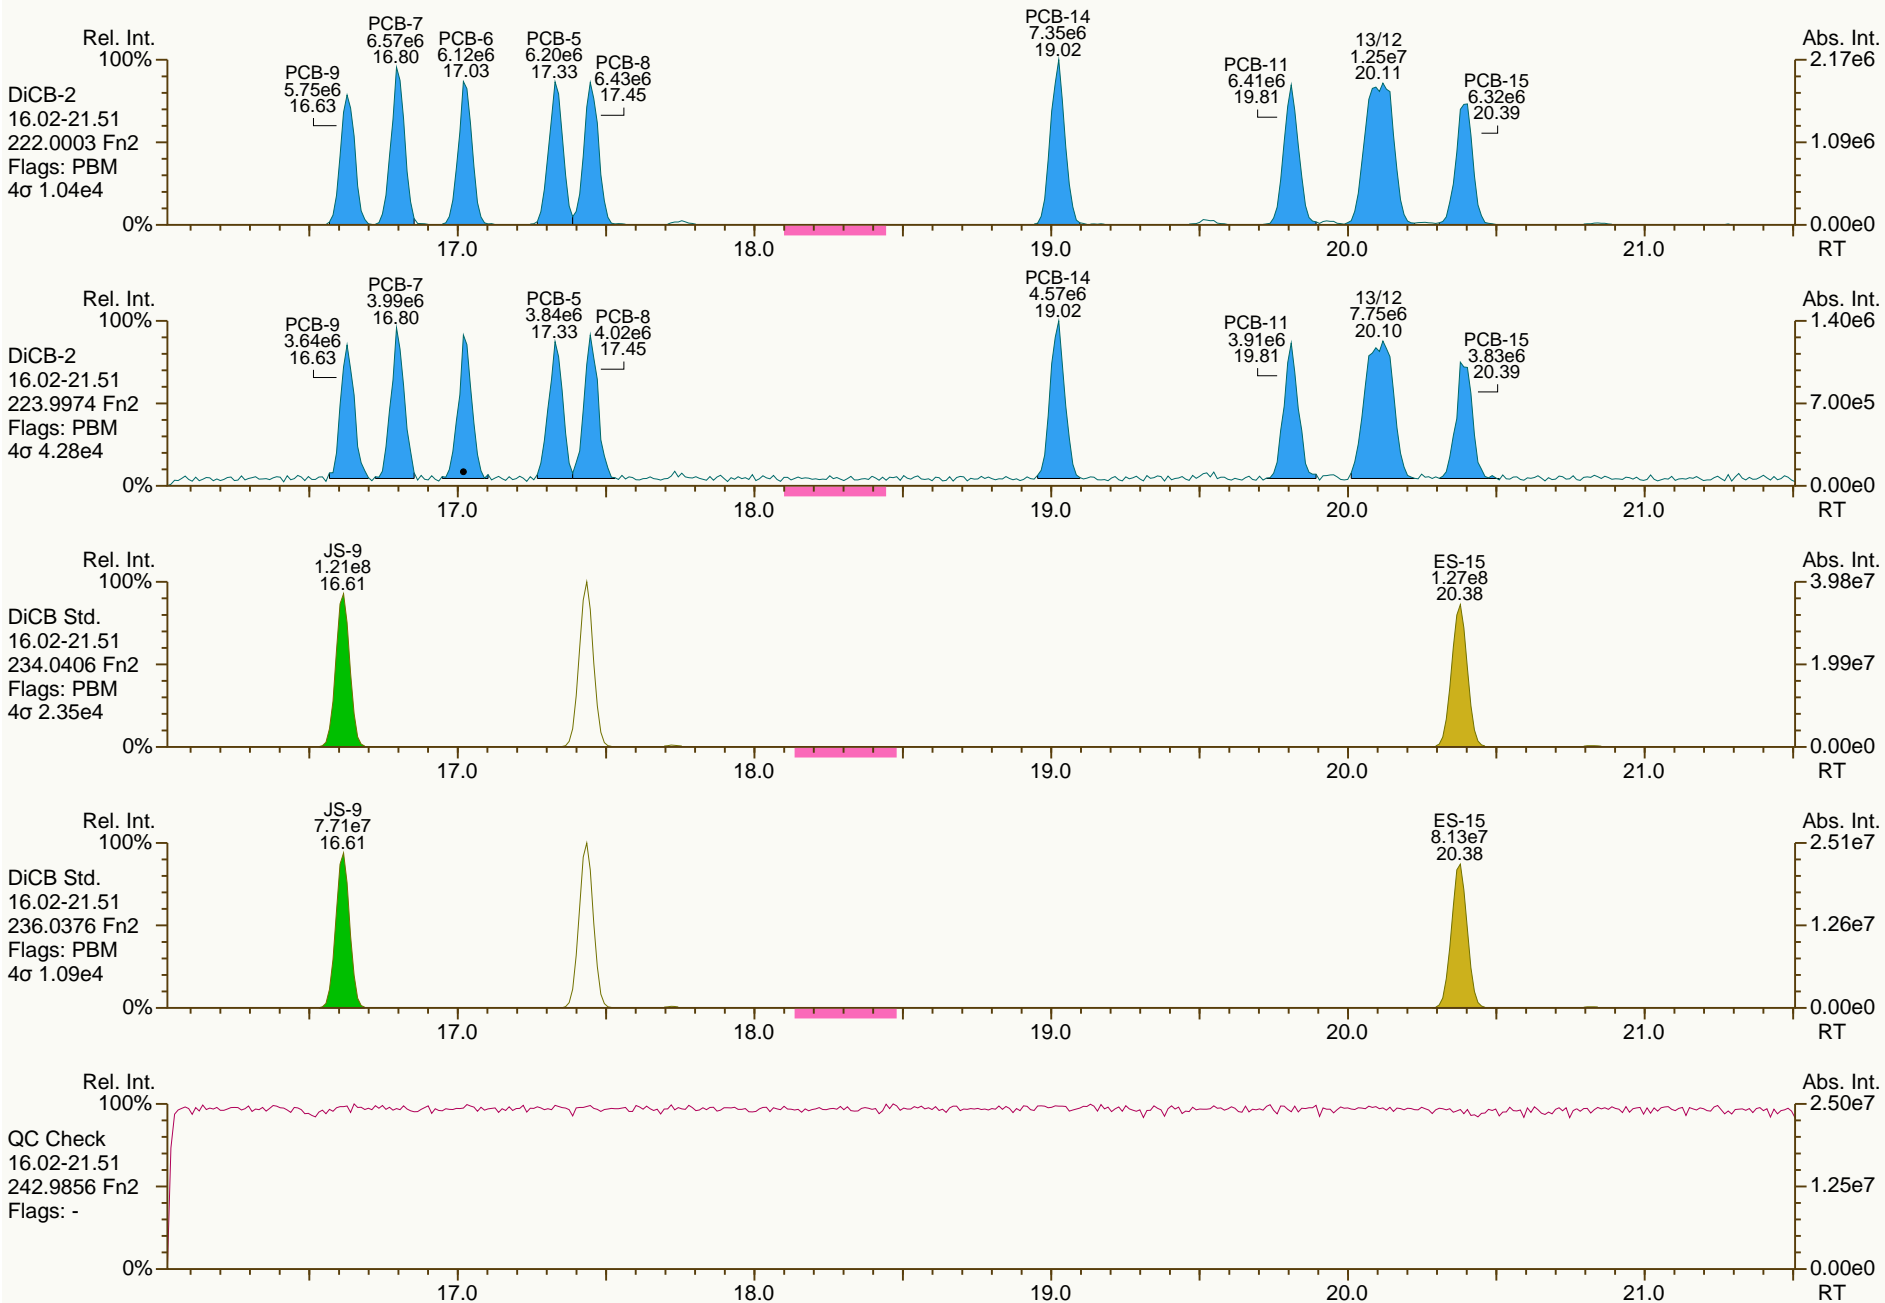 Rel. Int.
100%
0%
DiCB-2
16.02-21.51
222.0003 Fn2
Flags: PBM
4σ 1.04e4
PCB-9
5.75e6
16.63
PCB-7
6.57e6
16.80
PCB-6
6.12e6
17.03
PCB-5
6.20e6
17.33
PCB-8
6.43e6
17.45
PCB-14
7.35e6
19.02
PCB-11
6.41e6
19.81
13/12
1.25e7
20.11
PCB-15
6.32e6
20.39
Abs. Int.
2.17e6
1.09e6
0.00e0
17.0 18.0 19.0 20.0 21.0 RT
Rel. Int.
100%
0%
DiCB-2
16.02-21.51
223.9974 Fn2
Flags: PBM
4σ 4.28e4
PCB-9
3.64e6
16.63
PCB-7
3.99e6
16.80
PCB-5
3.84e6
17.33
PCB-8
4.02e6
17.45
PCB-14
4.57e6
19.02
PCB-11
3.91e6
19.81
13/12
7.75e6
20.10
PCB-15
3.83e6
20.39
Abs. Int.
1.40e6
7.00e5
0.00e0
17.0 18.0 19.0 20.0 21.0 RT
Rel. Int.
100%
0%
DiCB Std.
16.02-21.51
234.0406 Fn2
Flags: PBM
4σ 2.35e4
JS-9
1.21e8
16.61
ES-15
1.27e8
20.38
Abs. Int.
3.98e7
1.99e7
0.00e0
17.0 18.0 19.0 20.0 21.0 RT
Rel. Int.
100%
0%
DiCB Std.
16.02-21.51
236.0376 Fn2
Flags: PBM
4σ 1.09e4
JS-9
7.71e7
16.61
ES-15
8.13e7
20.38
Abs. Int.
2.51e7
1.26e7
0.00e0
17.0 18.0 19.0 20.0 21.0 RT
Rel. Int.
100%
0%
QC Check
16.02-21.51
242.9856 Fn2
Flags: -
Abs. Int.
2.50e7
1.25e7
0.00e0
17.0 18.0 19.0 20.0 21.0 RT